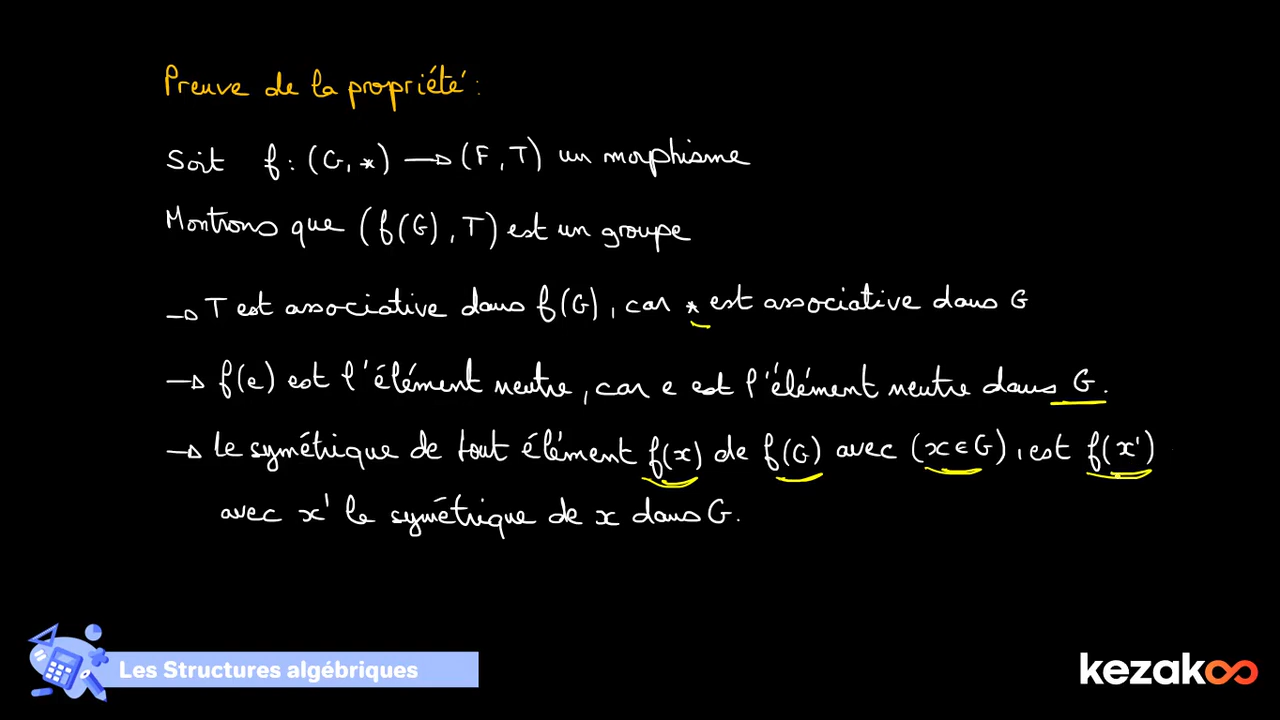 Preuve de la propriété :
Soit f : (G, *) → (F, T) un morphisme
Montrons que (f(G), T) est un groupe
→ T est associative dans f(G), car * est associative dans G
→ f(e) est l'élément neutre, car e est l'élément neutre dans G.
→ Le symétrique de tout élément f(x) de f(G) avec (x ∈ G), est f(x')
avec x' le symétrique de x dans G.
Les Structures algébriques
kezakoo